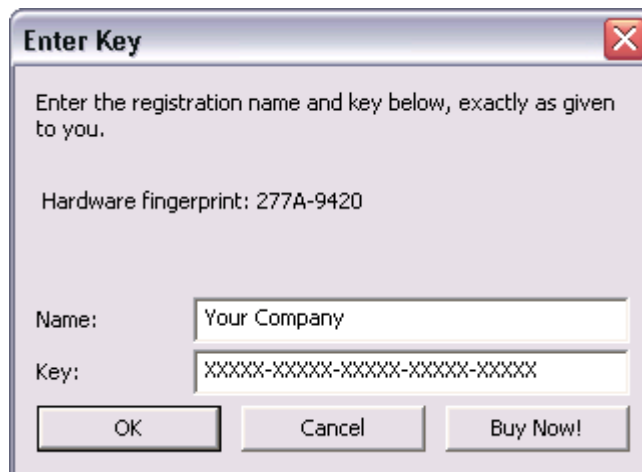 Enter Key
Enter the registration name and key below, exactly as given
to you.
Hardware fingerprint: 277A-9420
Name: Your Company
Key: XXXXX-XXXXX-XXXXX-XXXXX-XXXXX
OK Cancel Buy Now!